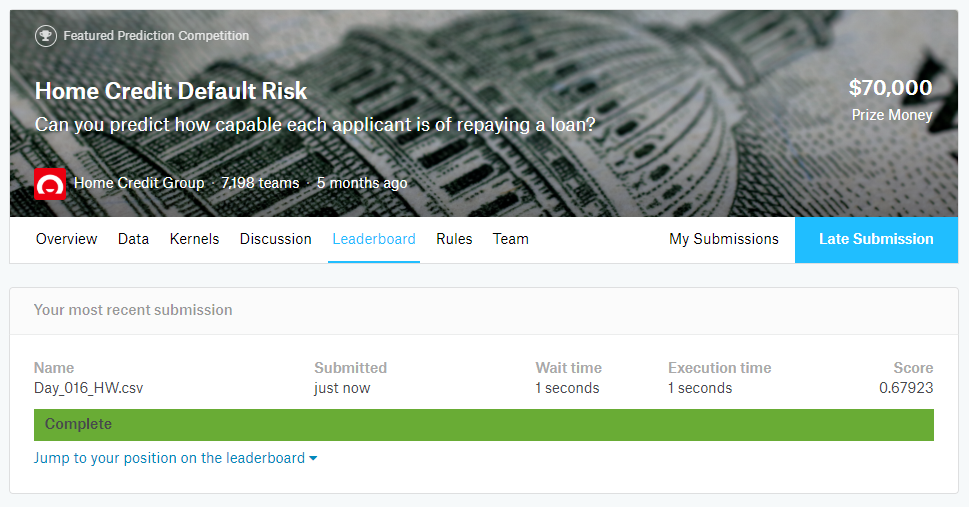 Featured Prediction Competition
Home Credit Default Risk
$70,000
Can you predict how capable each applicant is of repaying a loan?
Prize Money
Home Credit Group · 7,198 teams · 5 months ago
Overview Data Kernels Discussion Leaderboard Rules Team My Submissions Late Submission
Your most recent submission
Name Submitted Wait time Execution time Score
Day_016_HW.csv just now 1 seconds 1 seconds 0.67923
Complete
Jump to your position on the leaderboard